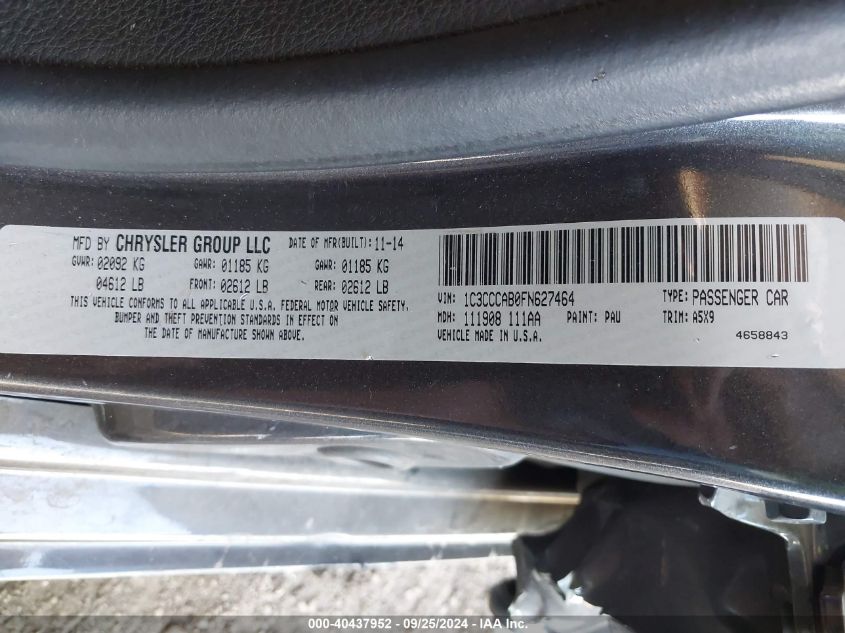 MFD BY CHRYSLER GROUP LLC DATE OF MFR(BUILT): 11-14
GVWR: 02092 KG GAWR: 01185 KG GAWR: 01185 KG
04612 LB FRONT: 02612 LB REAR: 02612 LB
THIS VEHICLE CONFORMS TO ALL APPLICABLE U.S.A. FEDERAL MOTOR VEHICLE SAFETY,
BUMPER AND THEFT PREVENTION STANDARDS IN EFFECT ON
THE DATE OF MANUFACTURE SHOWN ABOVE.
VIN: 1C3CCCAB0FN627464 TYPE: PASSENGER CAR
MDH: 111908 111AA PAINT: PAU TRIM: A5X9
VEHICLE MADE IN U.S.A. 4658843
000-40437952 - 09/25/2024 - IAA Inc.